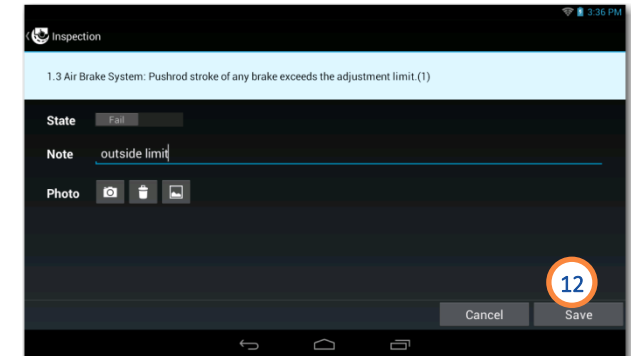 3:36 PM
Inspection
1.3 Air Brake System: Pushrod stroke of any brake exceeds the adjustment limit.(1)
State Fail
Note outside limit
Photo
12
Cancel Save